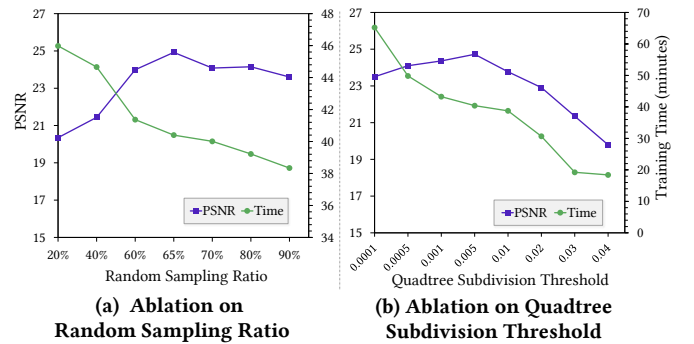 27
25
23
21
19
17
15
PSNR
48
46
44
42
40
38
36
34
PSNR Time
20% 40% 60% 65% 70% 80% 90%
Random Sampling Ratio
(a) Ablation on
Random Sampling Ratio
27
25
23
21
19
17
15
70
60
50
40
30
20
10
0
Training Time (minutes)
PSNR Time
0.0001 0.0005 0.001 0.005 0.01 0.02 0.03 0.04
Quadtree Subdivision Threshold
(b) Ablation on Quadtree
Subdivision Threshold